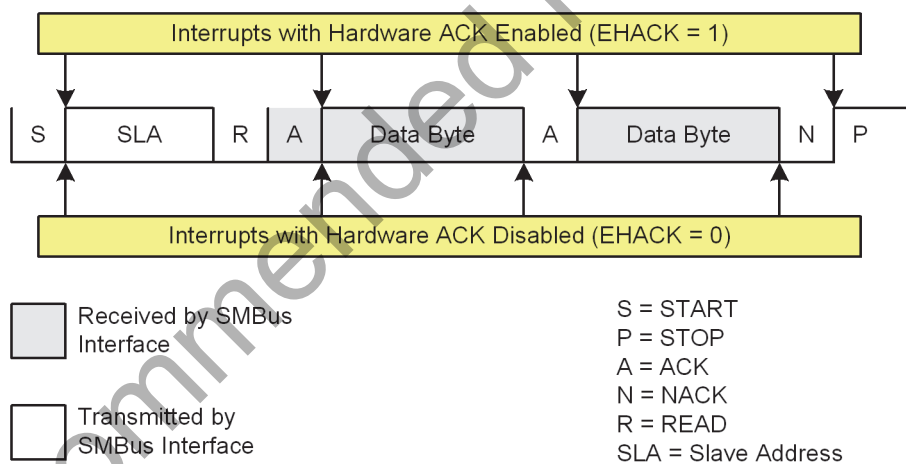 Interrupts with Hardware ACK Enabled (EHACK = 1)
S SLA R A Data Byte A Data Byte N P
Interrupts with Hardware ACK Disabled (EHACK = 0)
Received by SMBus
Interface
Transmitted by
SMBus Interface
S = START
P = STOP
A = ACK
N = NACK
R = READ
SLA = Slave Address